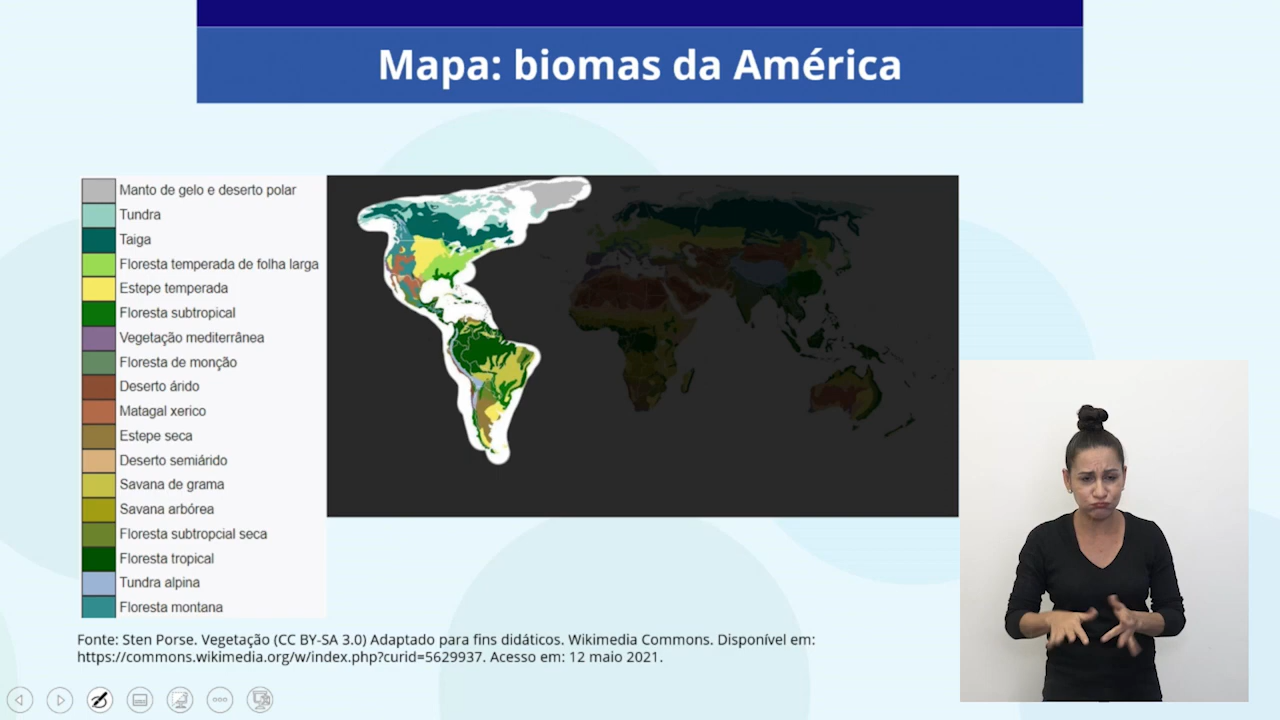 Mapa: biomas da América
Manto de gelo e deserto polar
Tundra
Taiga
Floresta temperada de folha larga
Estepe temperada
Floresta subtropical
Vegetação mediterrânea
Floresta de monção
Deserto árido
Matagal xerico
Estepe seca
Deserto semiárido
Savana de grama
Savana arbórea
Floresta subtropcial seca
Floresta tropical
Tundra alpina
Floresta montana
Fonte: Sten Porse. Vegetação (CC BY-SA 3.0) Adaptado para fins didáticos. Wikimedia Commons. Disponível em:
https://commons.wikimedia.org/w/index.php?curid=5629937. Acesso em: 12 maio 2021.